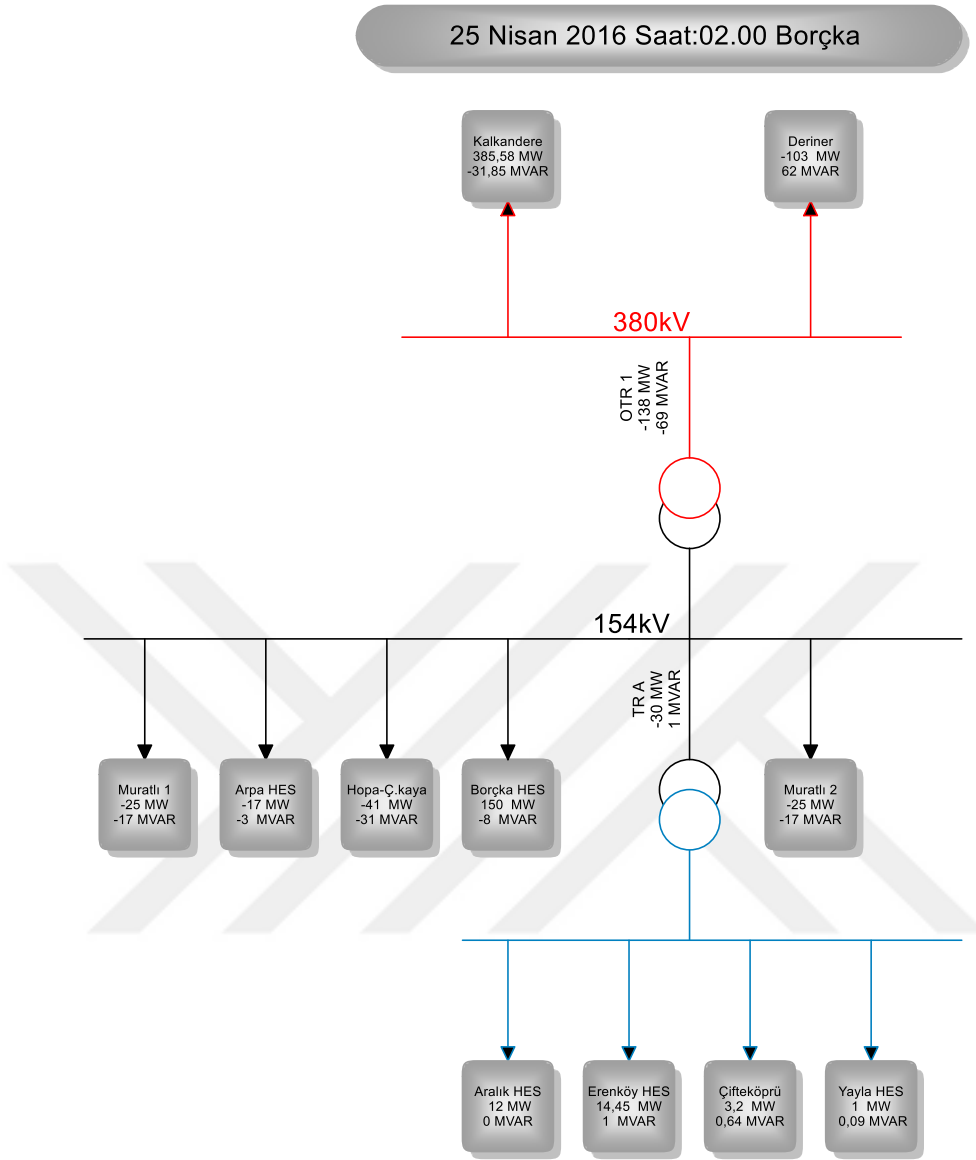 25 Nisan 2016 Saat:02.00 Borçka
Kalkandere
385,58 MW
-31,85 MVAR
Deriner
-103 MW
62 MVAR
380kV
OTR 1
-138 MW
-69 MVAR
154kV
TR A
-30 MW
1 MVAR
Muratlı 1
-25 MW
-17 MVAR
Arpa HES
-17 MW
-3 MVAR
Hopa-Ç.kaya
-41 MW
-31 MVAR
Borçka HES
150 MW
-8 MVAR
Muratlı 2
-25 MW
-17 MVAR
Aralık HES
12 MW
0 MVAR
Erenköy HES
14,45 MW
1 MVAR
Çifteköprü
3,2 MW
0,64 MVAR
Yayla HES
1 MW
0,09 MVAR